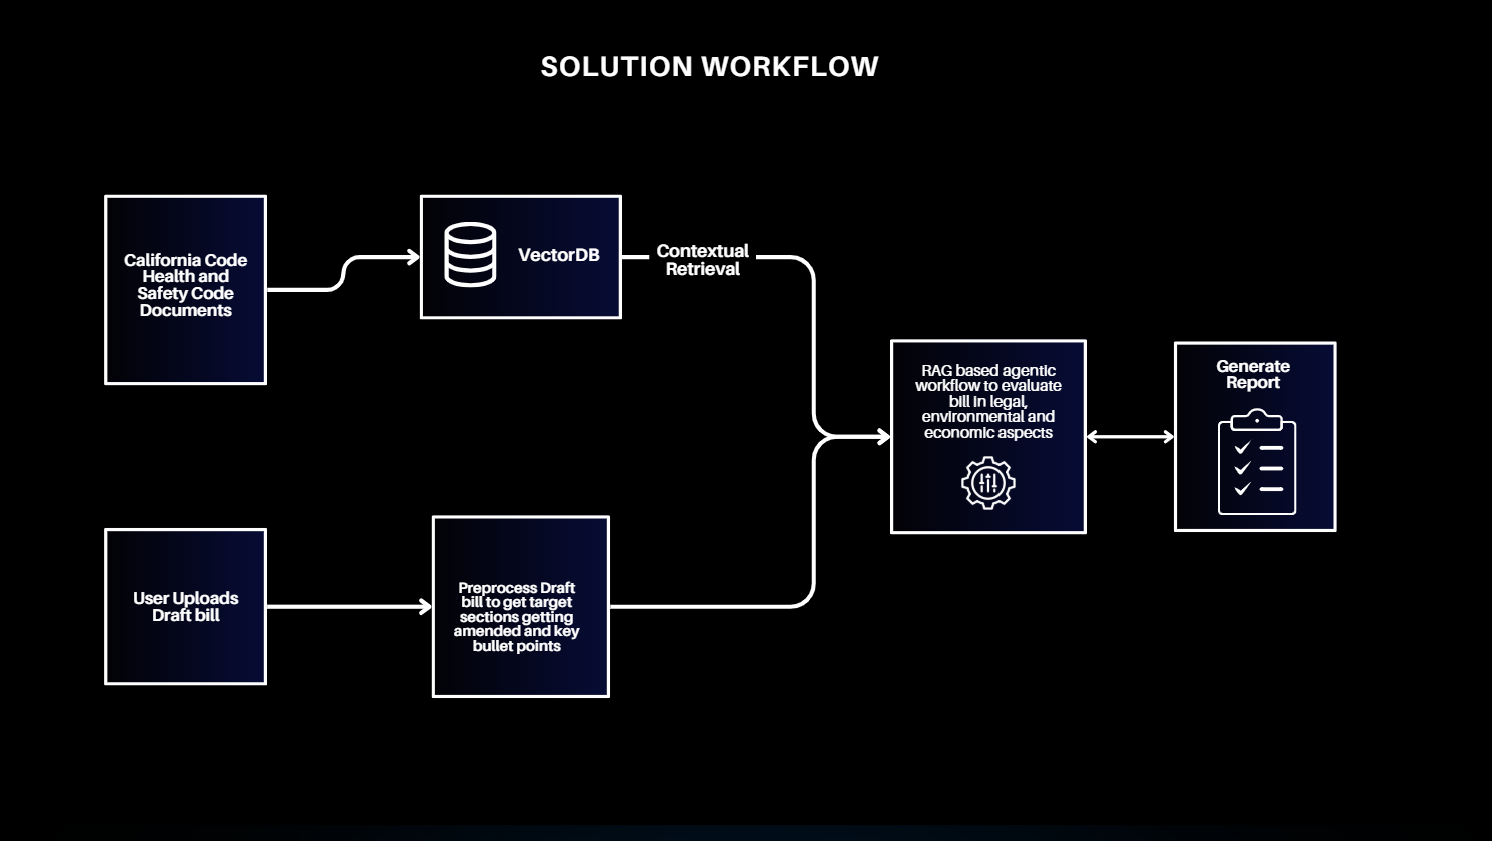 SOLUTION WORKFLOW
California Code
Health and
Safety Code
Documents
VectorDB
Contextual
Retrieval
RAG based agentic
workflow to evaluate
bill in legal,
environmental and
economic aspects
Generate
Report
User Uploads
Draft bill
Preprocess Draft
bill to get target
sections getting
amended and key
bullet points